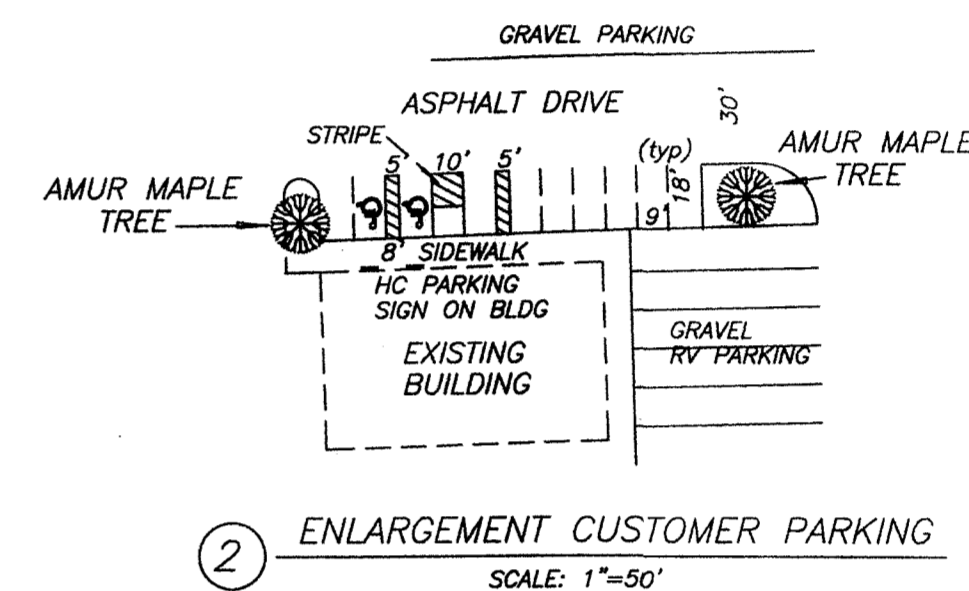 GRAVEL PARKING
ASPHALT DRIVE
30'
STRIPE
5'
10'
5'
(typ)
AMUR MAPLE
TREE
AMUR MAPLE
TREE
18'
9'
8'
SIDEWALK
HC PARKING
SIGN ON BLDG
EXISTING
BUILDING
GRAVEL
RV PARKING
2
ENLARGEMENT CUSTOMER PARKING
SCALE: 1"=50'